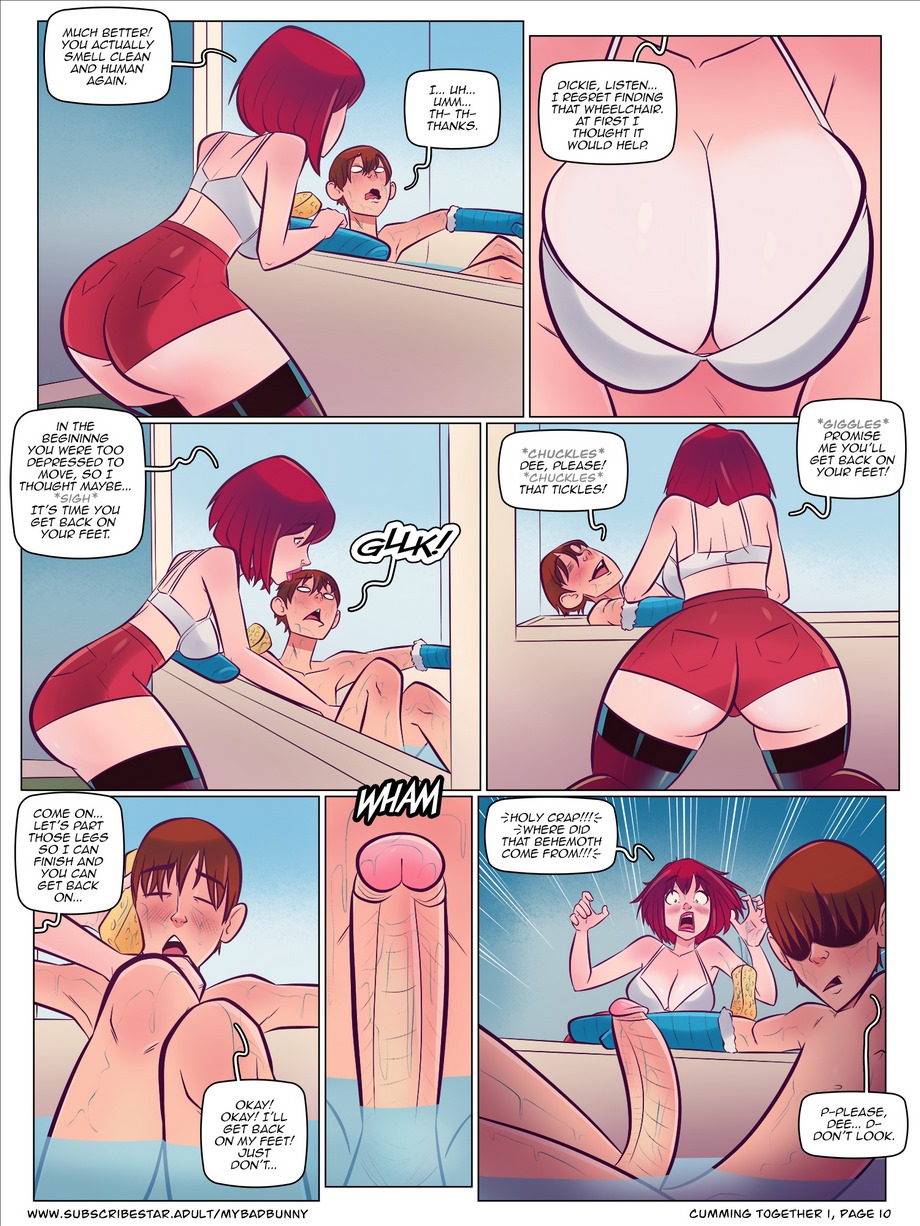 MUCH BETTER!
YOU ACTUALLY
SMELL CLEAN
AND HUMAN
AGAIN.
I... UH...
UMM...
TH- TH-
THANKS.
DICKIE, LISTEN...
I REGRET FINDING
THAT WHEELCHAIR.
AT FIRST I
THOUGHT IT
WOULD HELP.
IN THE
BEGININNG
YOU WERE TOO
DEPRESSED TO
MOVE, SO I
THOUGHT MAYBE...
*SIGH*
IT'S TIME YOU
GET BACK ON
YOUR FEET.
GLLK!
*CHUCKLES*
DEE, PLEASE!
*CHUCKLES*
THAT TICKLES!
*GIGGLES*
PROMISE
ME YOU'LL
GET BACK ON
YOUR FEET!
COME ON...
LET'S PART
THOSE LEGS
SO I CAN
FINISH AND
YOU CAN
GET BACK
ON...
OKAY!
OKAY! I'LL
GET BACK
ON MY FEET!
JUST
DON'T...
WHAM
HOLY CRAP!!!
WHERE DID
THAT BEHEMOTH
COME FROM!!!
P-PLEASE,
DEE... D-
DON'T LOOK.
WWW.SUBSCRIBESTAR.ADULT/MYBADBUNNY
CUMMING TOGETHER 1, PAGE 10